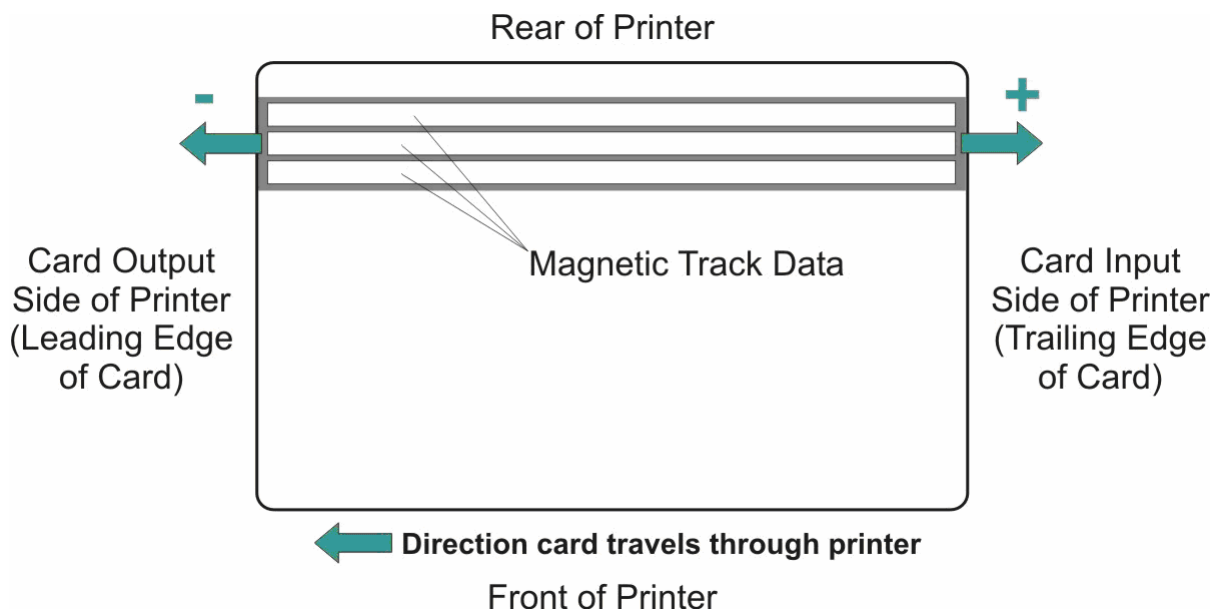 Rear of Printer
-
+
Card Output
Side of Printer
(Leading Edge
of Card)
Magnetic Track Data
Card Input
Side of Printer
(Trailing Edge
of Card)
Direction card travels through printer
Front of Printer